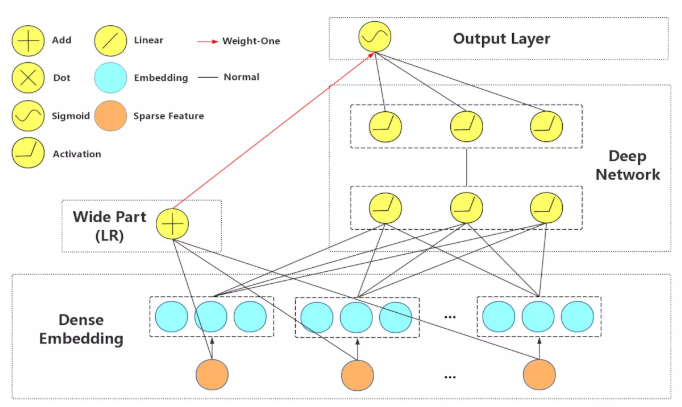 Add
Linear
Weight-One
Dot
Embedding
Normal
Sigmoid
Sparse Feature
Activation
Output Layer
Deep
Network
Wide Part
(LR)
Dense
Embedding
...
...